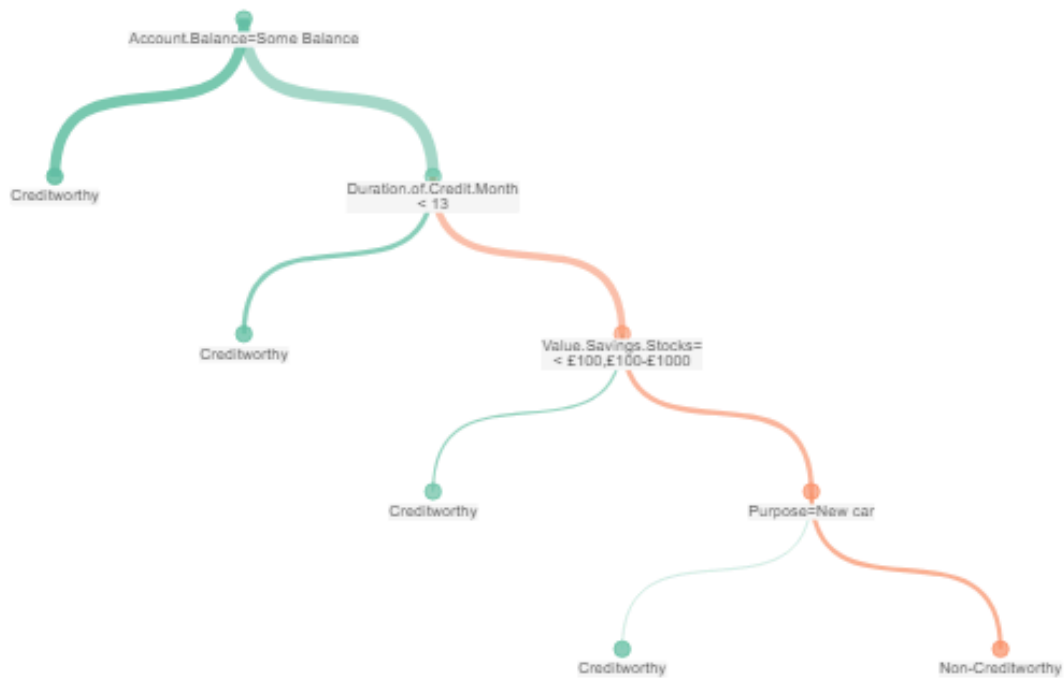 Account.Balance=Some Balance
Creditworthy
Duration.of.Credit.Month
< 13
Creditworthy
Value.Savings.Stocks=
< £100,£100-£1000
Creditworthy
Purpose=New car
Creditworthy
Non-Creditworthy